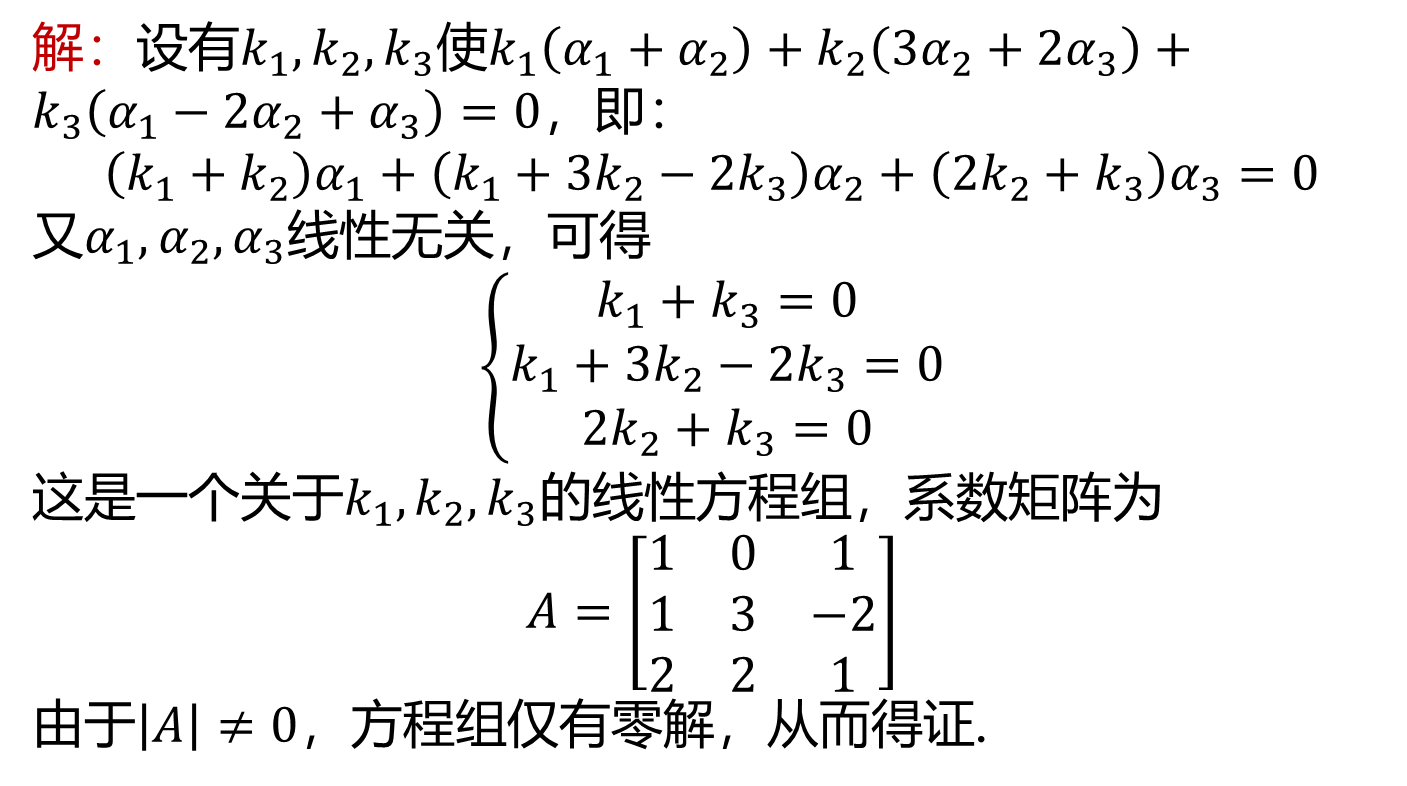 解：设有k₁, k₂, k₃使k₁(α₁ + α₂) + k₂(3α₂ + 2α₃) +
k₃(α₁ − 2α₂ + α₃) = 0，即：
(k₁ + k₂)α₁ + (k₁ + 3k₂ − 2k₃)α₂ + (2k₂ + k₃)α₃ = 0
又α₁, α₂, α₃线性无关，可得
k₁ + k₃ = 0
k₁ + 3k₂ − 2k₃ = 0
2k₂ + k₃ = 0
这是一个关于k₁, k₂, k₃的线性方程组，系数矩阵为
1 0 1
A = 1 3 −2
2 2 1
由于|A| ≠ 0，方程组仅有零解，从而得证.